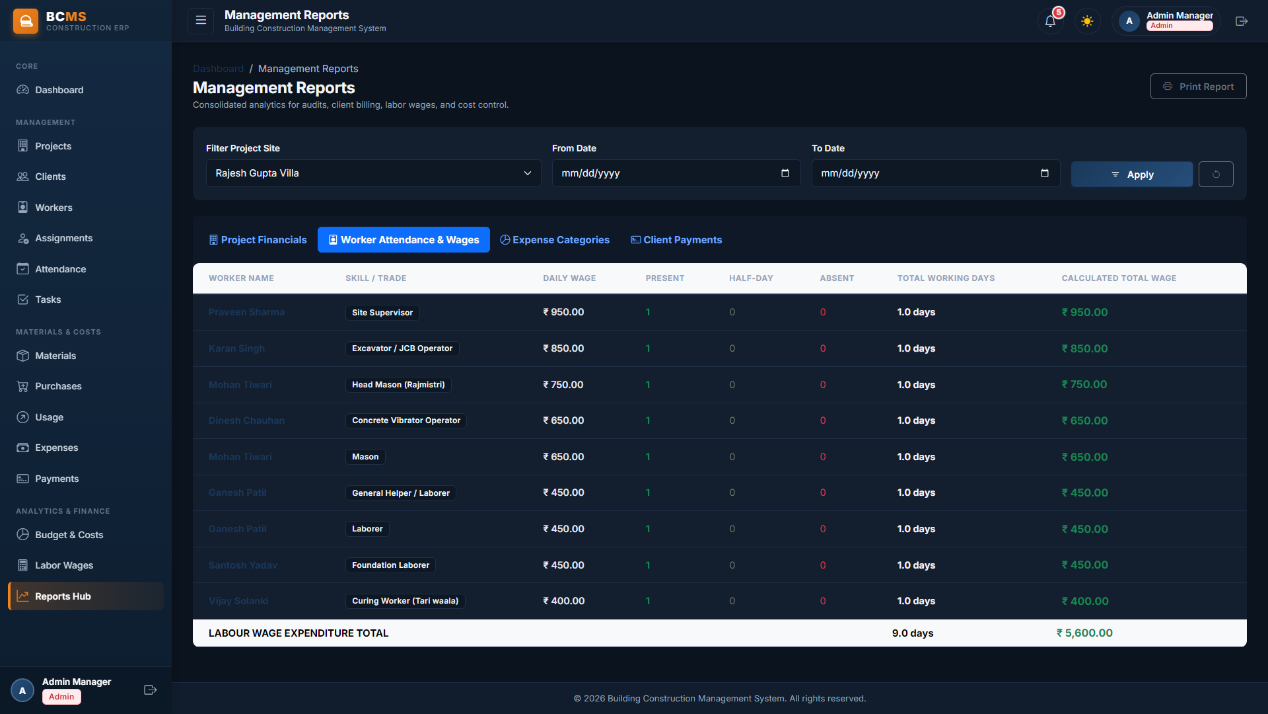 BCMS
CONSTRUCTION ERP
CORE
Dashboard
MANAGEMENT
Projects
Clients
Workers
Assignments
Attendance
Tasks
MATERIALS & COSTS
Materials
Purchases
Usage
Expenses
Payments
ANALYTICS & FINANCE
Budget & Costs
Labor Wages
Reports Hub
A Admin Manager
Admin
Management Reports
Building Construction Management System
5
A Admin Manager
Admin
Dashboard / Management Reports
Management Reports
Consolidated analytics for audits, client billing, labor wages, and cost control.
Print Report
Filter Project Site From Date To Date
Rajesh Gupta Villa mm/dd/yyyy mm/dd/yyyy Apply
Project Financials Worker Attendance & Wages Expense Categories Client Payments
WORKER NAME SKILL / TRADE DAILY WAGE PRESENT HALF-DAY ABSENT TOTAL WORKING DAYS CALCULATED TOTAL WAGE
Praveen Sharma Site Supervisor ₹ 950.00 1 0 0 1.0 days ₹ 950.00
Karan Singh Excavator / JCB Operator ₹ 850.00 1 0 0 1.0 days ₹ 850.00
Mohan Tiwari Head Mason (Rajmistri) ₹ 750.00 1 0 0 1.0 days ₹ 750.00
Dinesh Chauhan Concrete Vibrator Operator ₹ 650.00 1 0 0 1.0 days ₹ 650.00
Mohan Tiwari Mason ₹ 650.00 1 0 0 1.0 days ₹ 650.00
Ganesh Patil General Helper / Laborer ₹ 450.00 1 0 0 1.0 days ₹ 450.00
Ganesh Patil Laborer ₹ 450.00 1 0 0 1.0 days ₹ 450.00
Santosh Yadav Foundation Laborer ₹ 450.00 1 0 0 1.0 days ₹ 450.00
Vijay Solanki Curing Worker (Tari waala) ₹ 400.00 1 0 0 1.0 days ₹ 400.00
LABOUR WAGE EXPENDITURE TOTAL 9.0 days ₹ 5,600.00
© 2026 Building Construction Management System. All rights reserved.